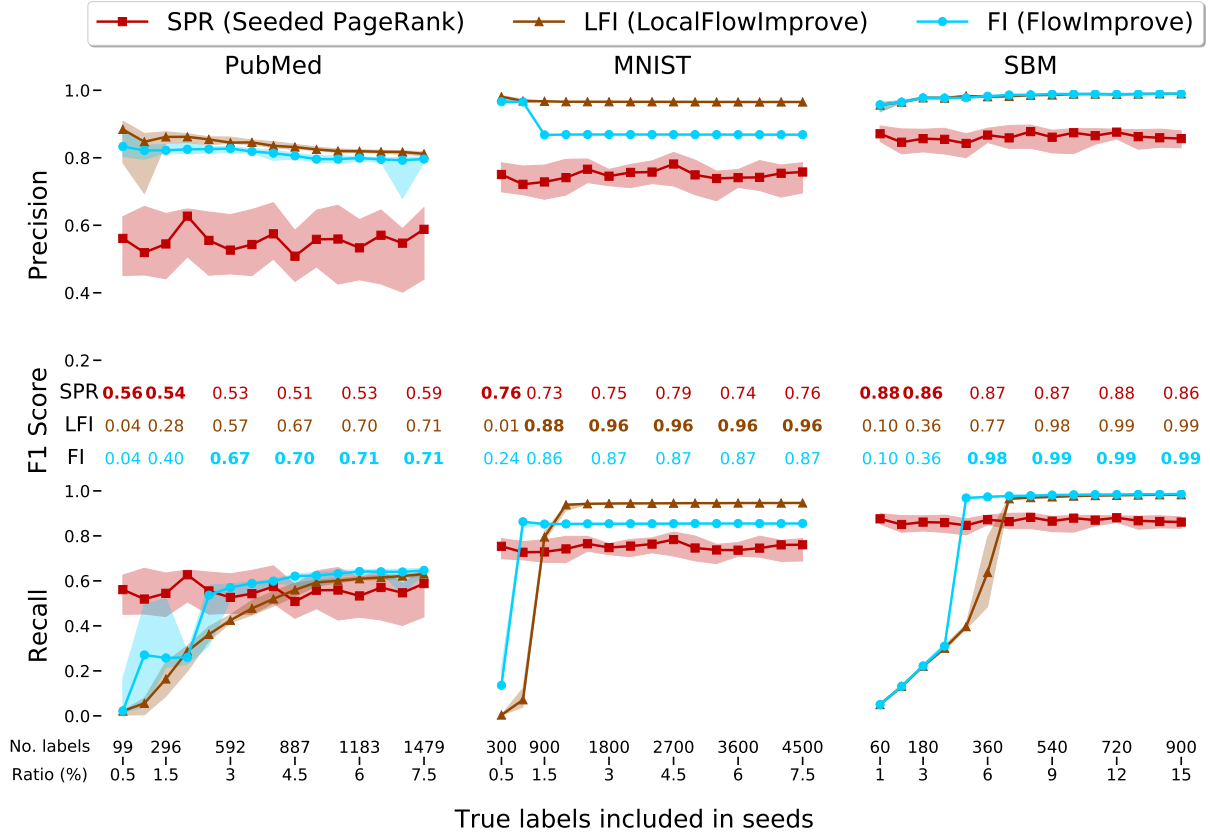 SPR (Seeded PageRank) LFI (LocalFlowImprove) FI (FlowImprove)
PubMed MNIST SBM
Precision
1.0
0.8
0.6
0.4
0.2
F1 Score
SPR 0.56 0.54 0.53 0.51 0.53 0.59 0.76 0.73 0.75 0.79 0.74 0.76 0.88 0.86 0.87 0.87 0.88 0.86
LFI 0.04 0.28 0.57 0.67 0.70 0.71 0.01 0.88 0.96 0.96 0.96 0.96 0.10 0.36 0.77 0.98 0.99 0.99
FI 0.04 0.40 0.67 0.70 0.71 0.71 0.24 0.86 0.87 0.87 0.87 0.87 0.10 0.36 0.98 0.99 0.99 0.99
Recall
1.0
0.8
0.6
0.4
0.2
0.0
No. labels 99 296 592 887 1183 1479 300 900 1800 2700 3600 4500 60 180 360 540 720 900
Ratio (%) 0.5 1.5 3 4.5 6 7.5 0.5 1.5 3 4.5 6 7.5 1 3 6 9 12 15
True labels included in seeds